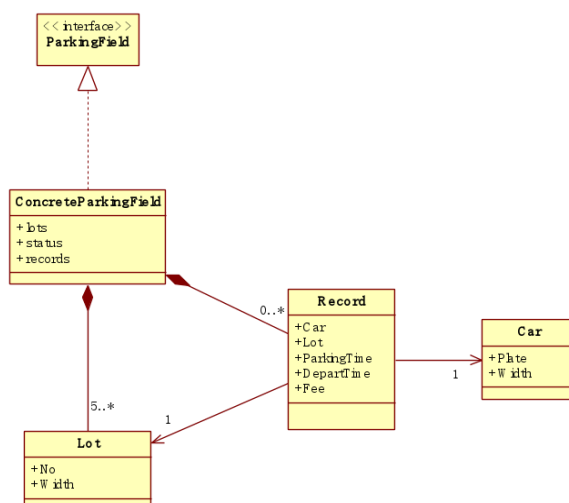 <<interface>>
ParkingField
ConcreteParkingField
+lots
+status
+records
0..*
Record
+Car
+Lot
+ParkingTime
+DepartTime
+Fee
1
Car
+Plate
+Width
5..*
1
Lot
+No
+Width